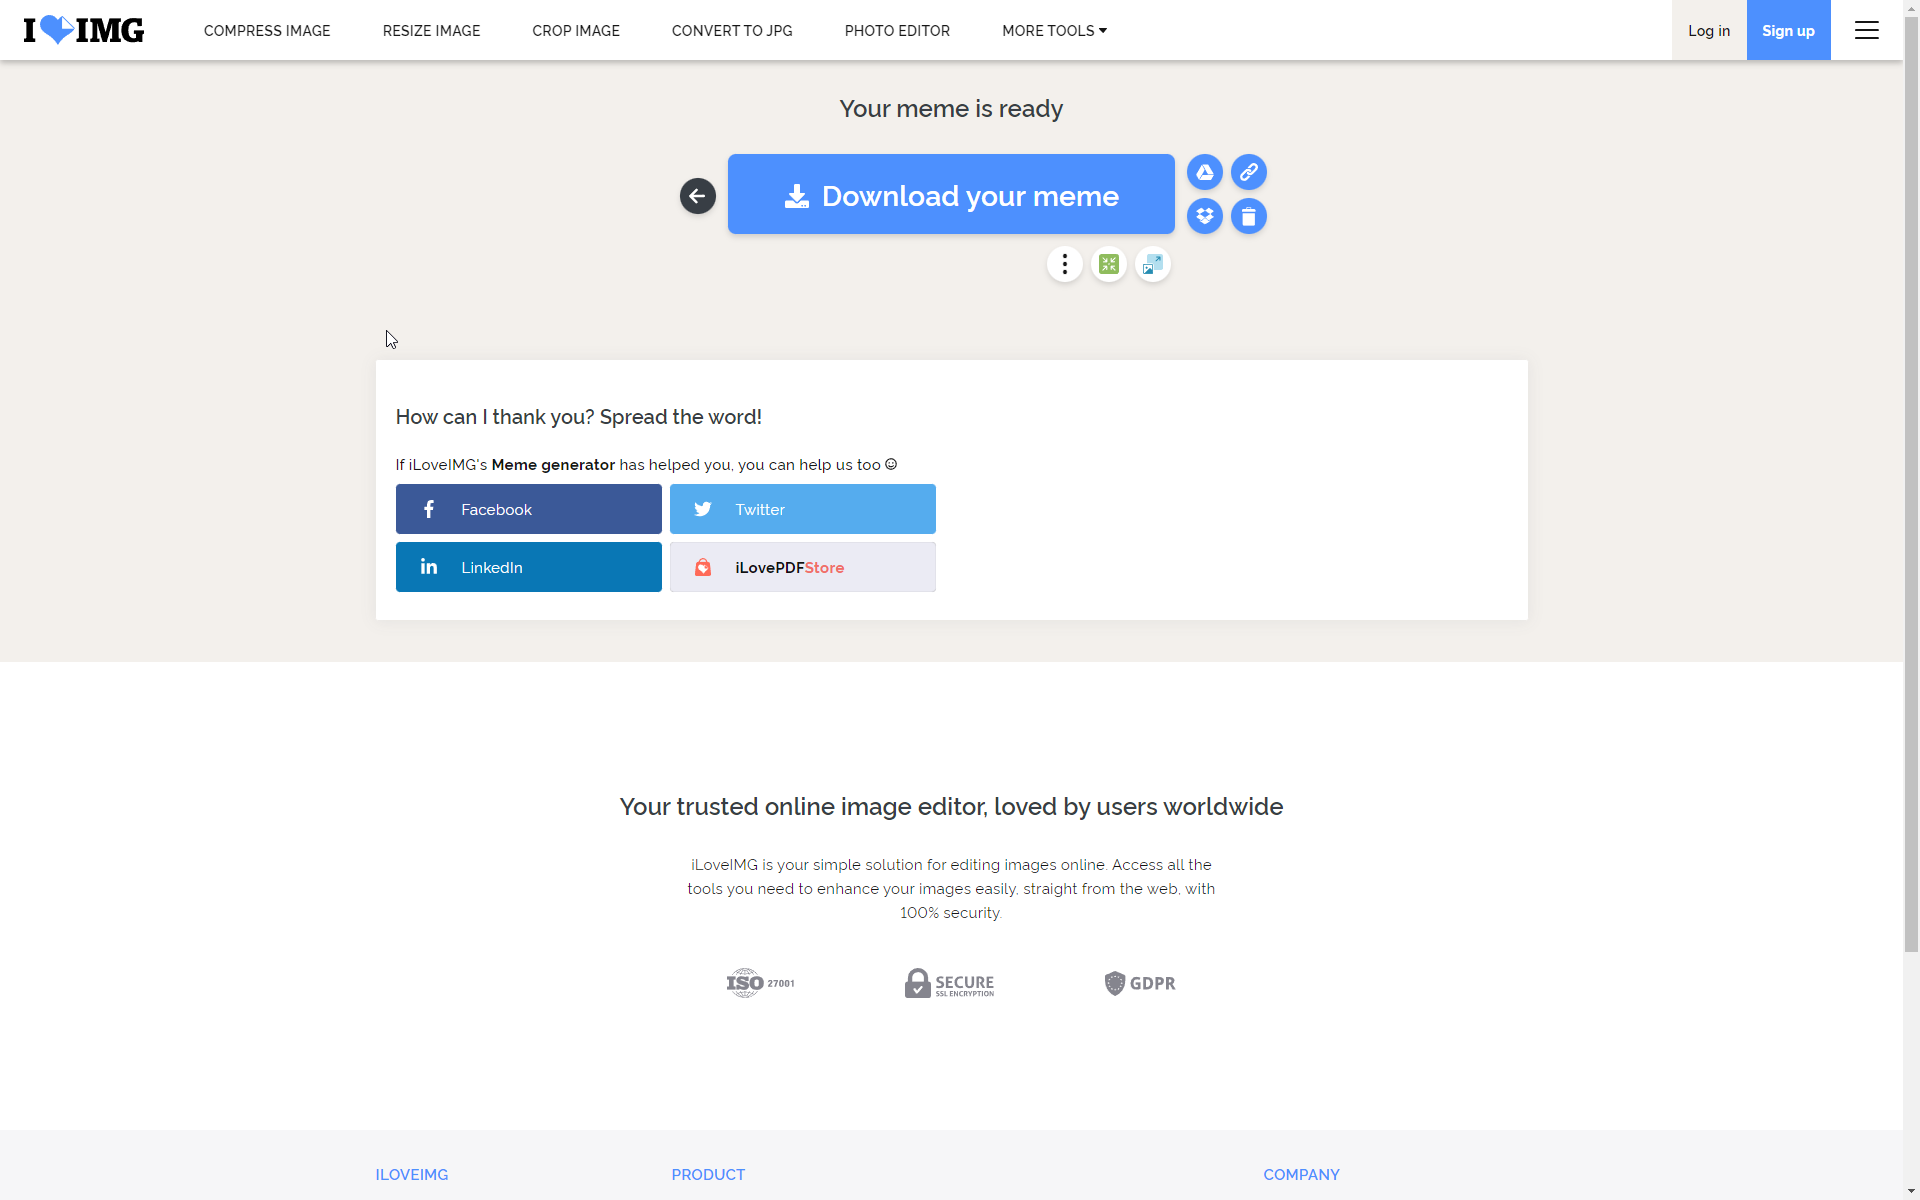 I IMG
COMPRESS IMAGE
RESIZE IMAGE
CROP IMAGE
CONVERT TO JPG
PHOTO EDITOR
MORE TOOLS
Log in
Sign up
Your meme is ready
Download your meme
How can I thank you? Spread the word!
If iLoveIMG's Meme generator has helped you, you can help us too
Facebook
Twitter
LinkedIn
iLovePDFStore
Your trusted online image editor, loved by users worldwide
iLoveIMG is your simple solution for editing images online. Access all the
tools you need to enhance your images easily, straight from the web, with
100% security.
ISO 27001
SECURE
SSL ENCRYPTION
GDPR
ILOVEIMG
PRODUCT
COMPANY